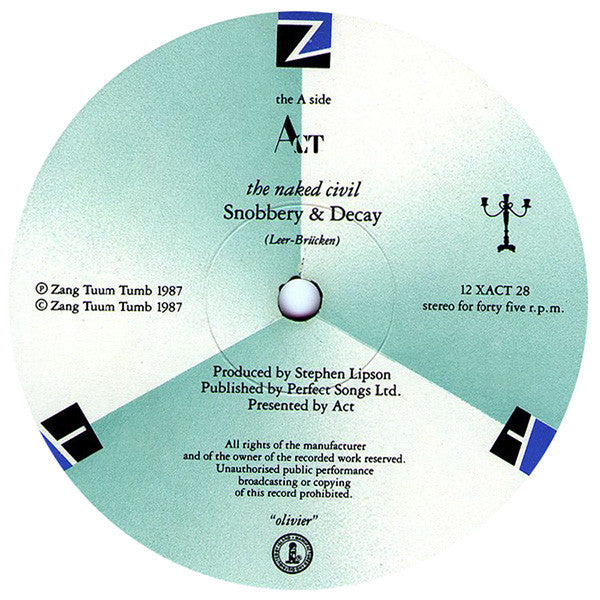 Z
the A side
ACT
the naked civil
Snobbery & Decay
(Leer-Brücken)
℗ Zang Tuum Tumb 1987
© Zang Tuum Tumb 1987
12 XACT 28
stereo for forty five r.p.m.
Produced by Stephen Lipson
Published by Perfect Songs Ltd.
Presented by Act
All rights of the manufacturer
and of the owner of the recorded work reserved.
Unauthorised public performance
broadcasting or copying
of this record prohibited.
"olivier"